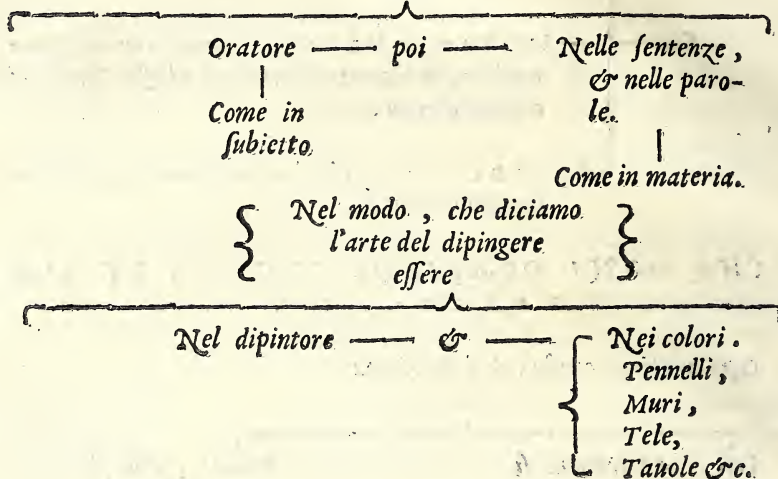 Oratore — poi — Nelle ſentenze,
& nelle paro-
le.
Come in
ſubietto
Come in materia.
Nel modo, che diciamo
l'arte del dipingere
eſſere
Nel dipintore — & — Nei colori.
Pennelli,
Muri,
Tele,
Tauole &c.